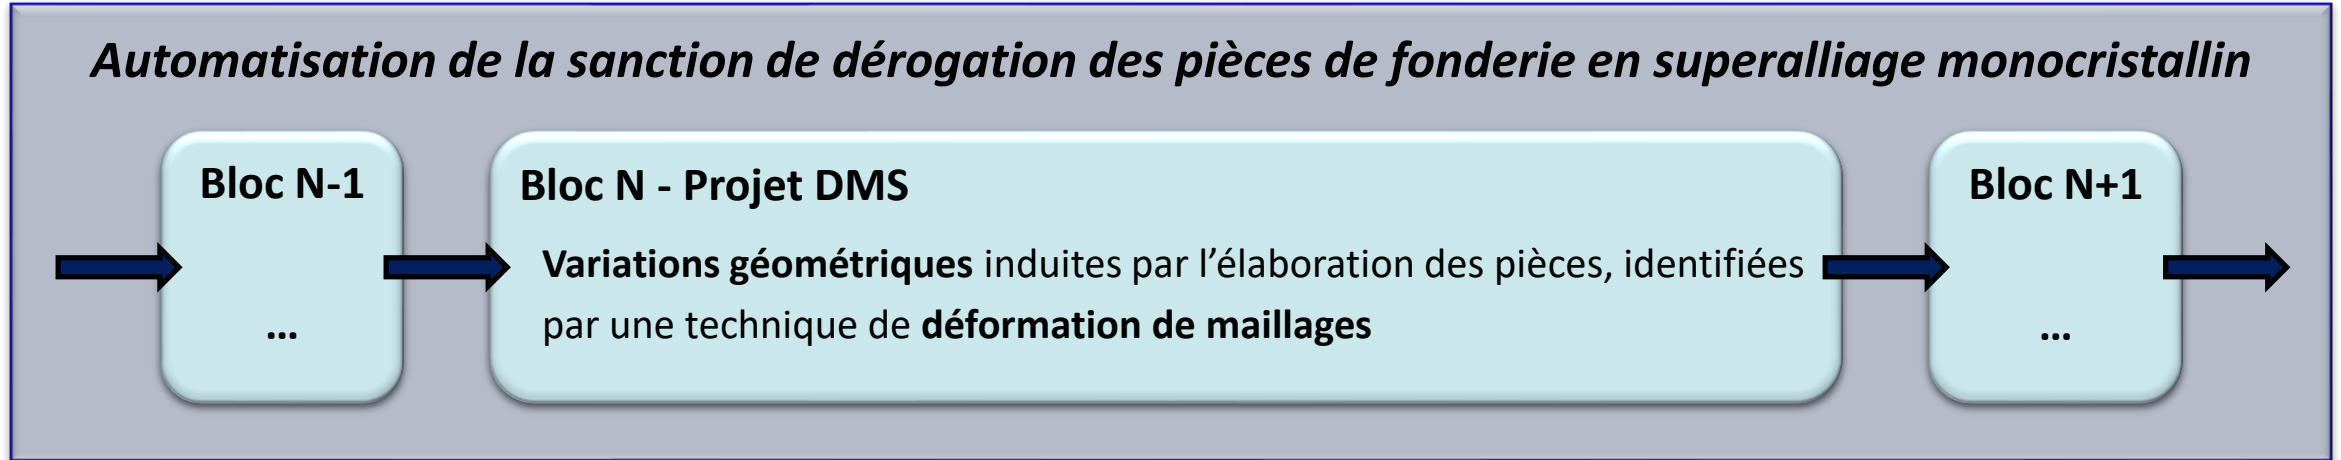 Automatisation de la sanction de dérogation des pièces de fonderie en superalliage monocristallin
Bloc N-1
...
Bloc N - Projet DMS
Variations géométriques induites par l’élaboration des pièces, identifiées
par une technique de déformation de maillages
Bloc N+1
...